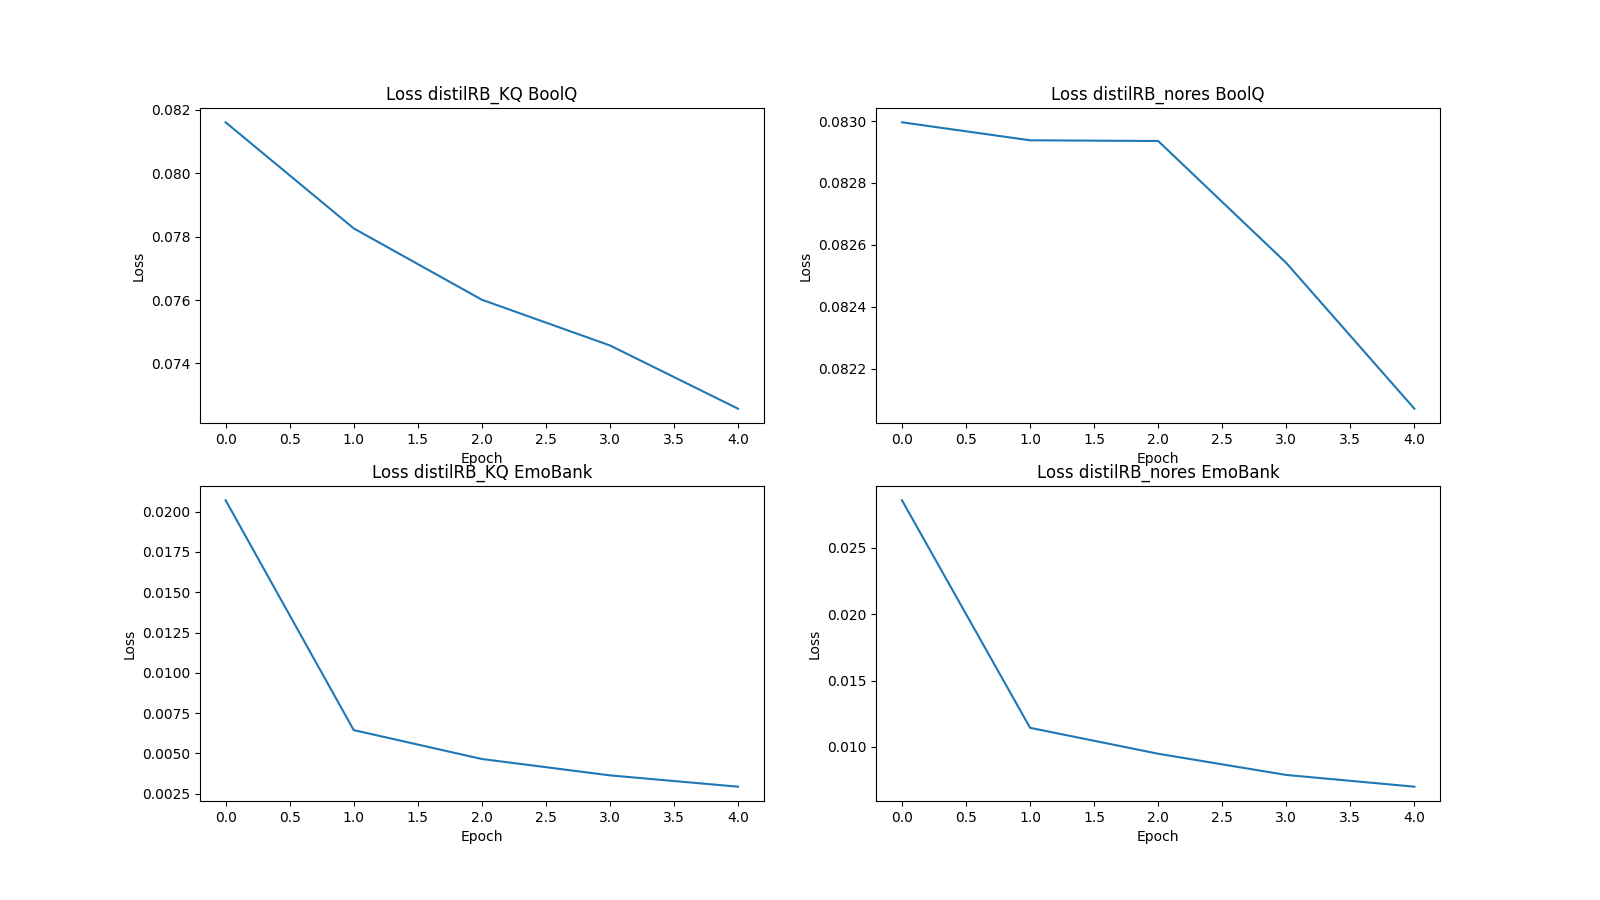 Loss distilRB_KQ BoolQ
0.082
0.080
0.078
0.076
0.074
Loss
0.0 0.5 1.0 1.5 2.0 2.5 3.0 3.5 4.0
Epoch
Loss distilRB_nores BoolQ
0.0830
0.0828
0.0826
0.0824
0.0822
Loss
0.0 0.5 1.0 1.5 2.0 2.5 3.0 3.5 4.0
Epoch
Loss distilRB_KQ EmoBank
0.0200
0.0175
0.0150
0.0125
0.0100
0.0075
0.0050
0.0025
Loss
0.0 0.5 1.0 1.5 2.0 2.5 3.0 3.5 4.0
Epoch
Loss distilRB_nores EmoBank
0.025
0.020
0.015
0.010
Loss
0.0 0.5 1.0 1.5 2.0 2.5 3.0 3.5 4.0
Epoch